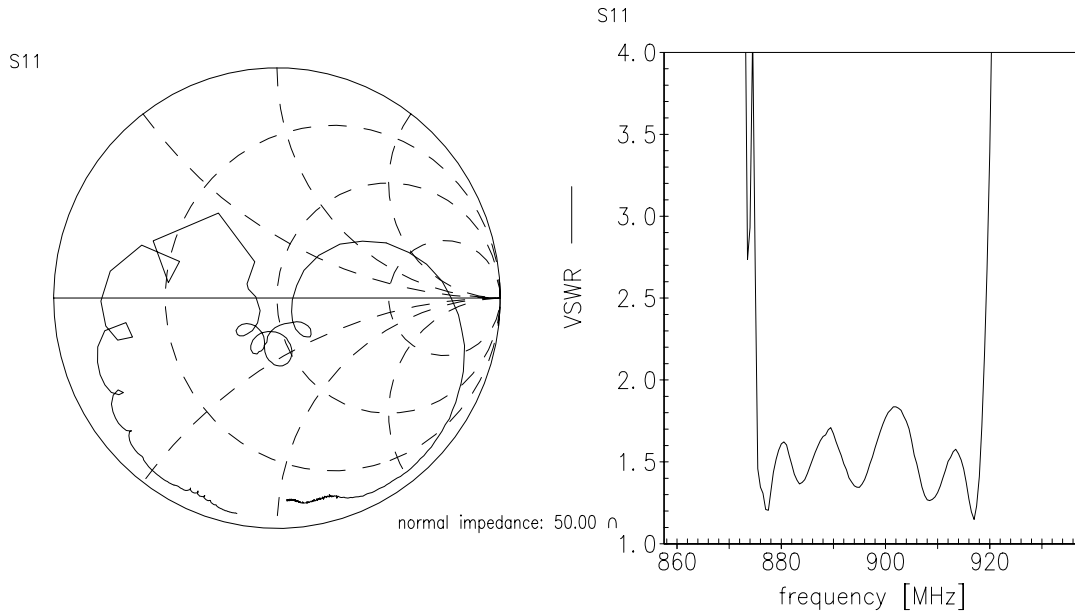 S11
normal impedance: 50.00 Ω
S11
VSWR
4.0
3.5
3.0
2.5
2.0
1.5
1.0
860 880 900 920
frequency [MHz]